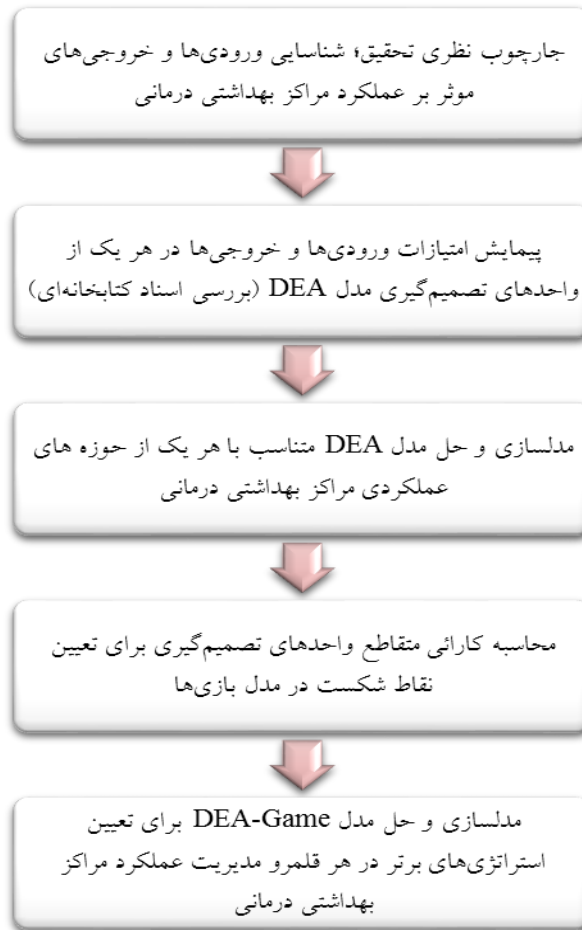 جارچوب نظری تحقیق؛ شناسایی ورودی‌ها و خروجی‌های
موثر بر عملکرد مراکز بهداشتی درمانی
پیمایش امتیازات ورودی‌ها و خروجی‌ها در هر یک از
واحدهای تصمیم‌گیری مدل DEA (بررسی اسناد کتابخانه‌ای)
مدلسازی و حل مدل DEA متناسب با هر یک از حوزه های
عملکردی مراکز بهداشتی درمانی
محاسبه کارائی متقاطع واحدهای تصمیم‌گیری برای تعیین
نقاط شکست در مدل بازی‌ها
مدلسازی و حل مدل DEA-Game برای تعیین
استراتژی‌های برتر در هر قلمرو مدیریت عملکرد مراکز
بهداشتی درمانی